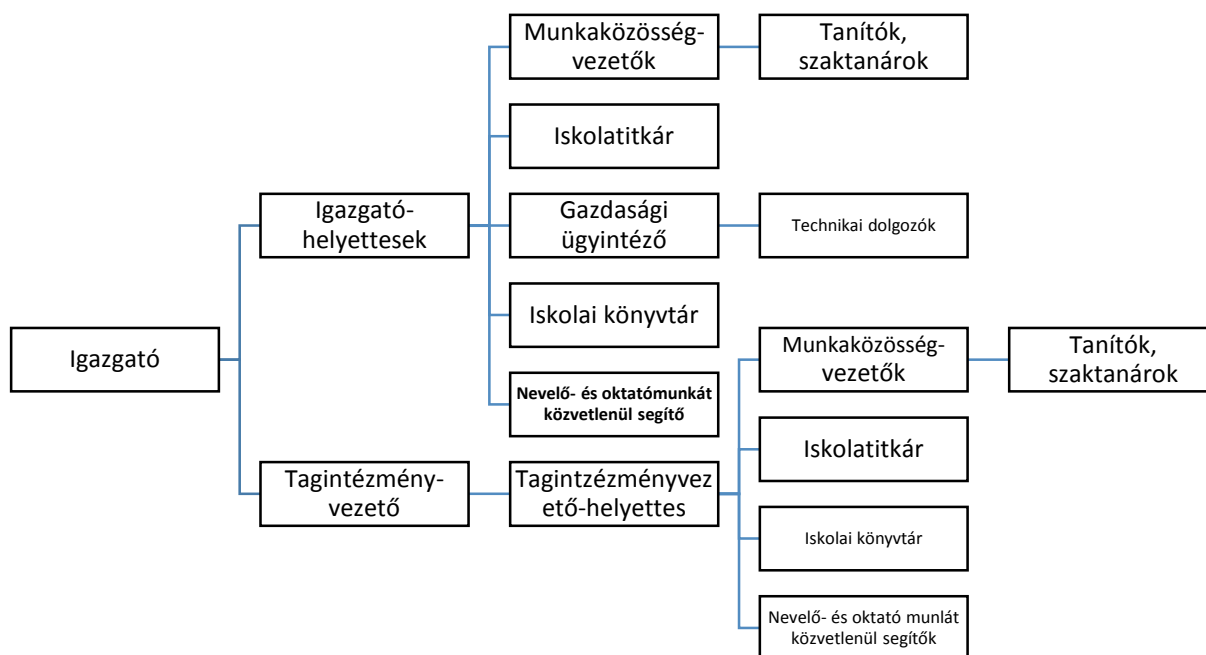 Munkaközösség-
vezetők
Tanítók,
szaktanárok
Iskolatitkár
Igazgató-
helyettesek
Gazdasági
ügyintéző
Technikai dolgozók
Iskolai könyvtár
Igazgató
Munkaközösség-
vezetők
Tanítók,
szaktanárok
Nevelő- és oktatómunkát
közvetlenül segítő
Iskolatitkár
Tagintézmény-
vezető
Tagintzézményvez
ető-helyettes
Iskolai könyvtár
Nevelő- és oktató munlát
közvetlenül segítők